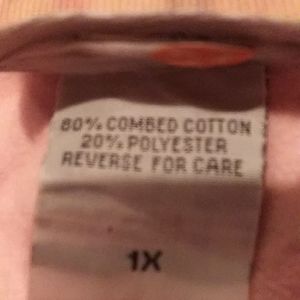 80% COMBED COTTON
20% POLYESTER
REVERSE FOR CARE
1X